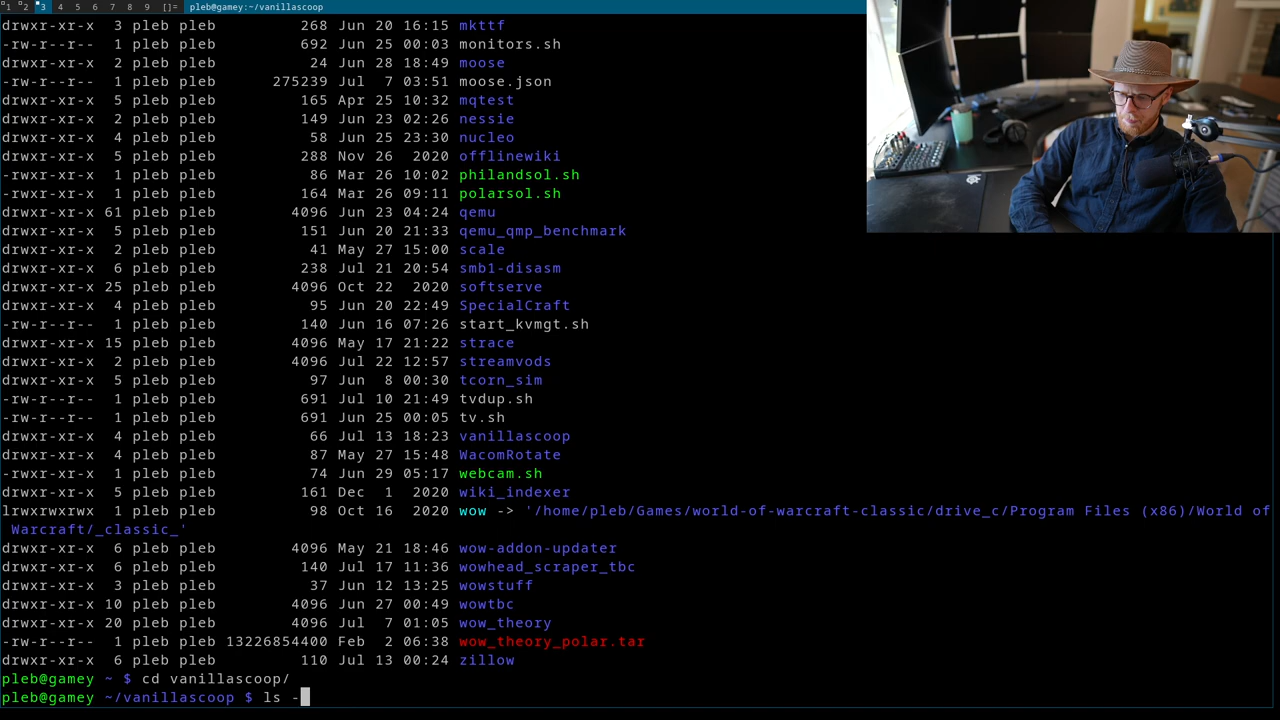 1 2 3 4 5 6 7 8 9 []= pleb@gamey:~/vanillascoop
drwxr-xr-x 3 pleb pleb 268 Jun 20 16:15 mkttf
-rw-r--r-- 1 pleb pleb 692 Jun 25 00:03 monitors.sh
drwxr-xr-x 2 pleb pleb 24 Jun 28 18:49 moose
-rw-r--r-- 1 pleb pleb 275239 Jul 7 03:51 moose.json
drwxr-xr-x 5 pleb pleb 165 Apr 25 10:32 mqtest
drwxr-xr-x 2 pleb pleb 149 Jun 23 02:26 nessie
drwxr-xr-x 4 pleb pleb 58 Jun 25 23:30 nucleo
drwxr-xr-x 5 pleb pleb 288 Nov 26 2020 offlinewiki
-rwxr-xr-x 1 pleb pleb 86 Mar 26 10:02 philandsol.sh
-rwxr-xr-x 1 pleb pleb 164 Mar 26 09:11 polarsol.sh
drwxr-xr-x 61 pleb pleb 4096 Jun 23 04:24 qemu
drwxr-xr-x 5 pleb pleb 151 Jun 20 21:33 qemu_qmp_benchmark
drwxr-xr-x 2 pleb pleb 41 May 27 15:00 scale
drwxr-xr-x 6 pleb pleb 238 Jul 21 20:54 smb1-disasm
drwxr-xr-x 25 pleb pleb 4096 Oct 22 2020 softserve
drwxr-xr-x 4 pleb pleb 95 Jun 20 22:49 SpecialCraft
-rw-r--r-- 1 pleb pleb 140 Jun 16 07:26 start_kvmgt.sh
drwxr-xr-x 15 pleb pleb 4096 May 17 21:22 strace
drwxr-xr-x 2 pleb pleb 4096 Jul 22 12:57 streamvods
drwxr-xr-x 5 pleb pleb 97 Jun 8 00:30 tcorn_sim
-rw-r--r-- 1 pleb pleb 691 Jul 10 21:49 tvdup.sh
-rw-r--r-- 1 pleb pleb 691 Jun 25 00:05 tv.sh
drwxr-xr-x 4 pleb pleb 66 Jul 13 18:23 vanillascoop
drwxr-xr-x 4 pleb pleb 87 May 27 15:48 WacomRotate
-rwxr-xr-x 1 pleb pleb 74 Jun 29 05:17 webcam.sh
drwxr-xr-x 5 pleb pleb 161 Dec 1 2020 wiki_indexer
lrwxrwxrwx 1 pleb pleb 98 Oct 16 2020 wow -> '/home/pleb/Games/world-of-warcraft-classic/drive_c/Program Files (x86)/World of
Warcraft/_classic_'
drwxr-xr-x 6 pleb pleb 4096 May 21 18:46 wow-addon-updater
drwxr-xr-x 6 pleb pleb 140 Jul 17 11:36 wowhead_scraper_tbc
drwxr-xr-x 3 pleb pleb 37 Jun 12 13:25 wowstuff
drwxr-xr-x 10 pleb pleb 4096 Jun 27 00:49 wowtbc
drwxr-xr-x 20 pleb pleb 4096 Jul 7 01:05 wow_theory
-rw-r--r-- 1 pleb pleb 13226854400 Feb 2 06:38 wow_theory_polar.tar
drwxr-xr-x 6 pleb pleb 110 Jul 13 00:24 zillow
pleb@gamey ~ $ cd vanillascoop/
pleb@gamey ~/vanillascoop $ ls -